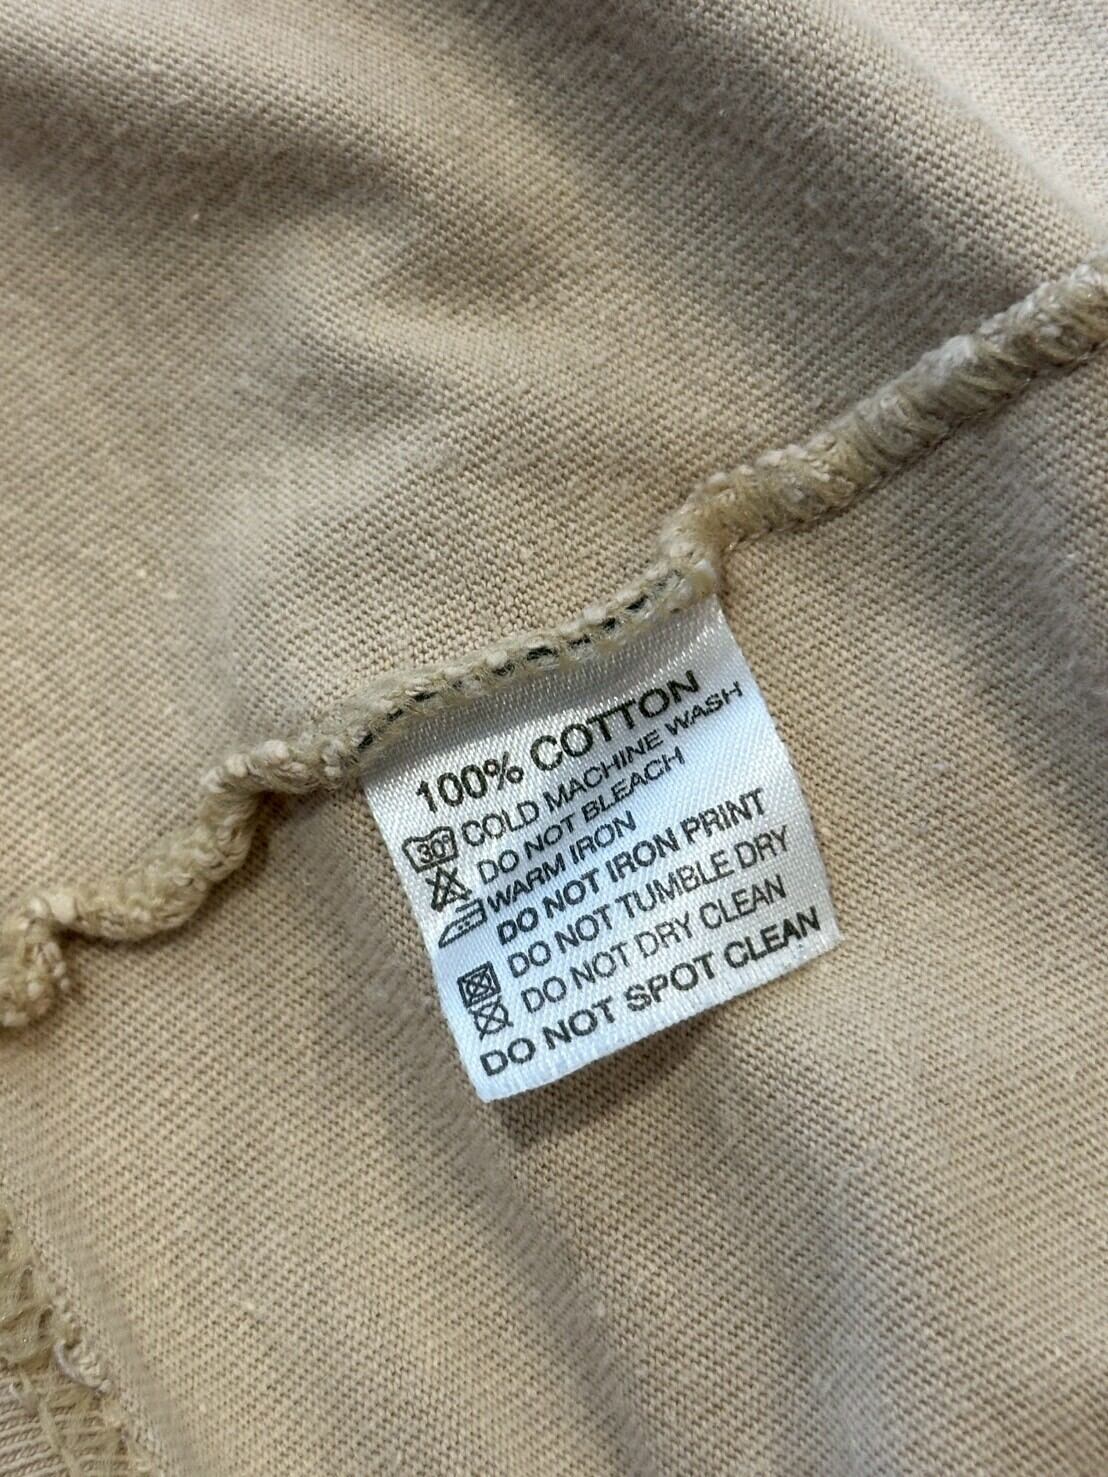 100% COTTON
30° COLD MACHINE WASH
DO NOT BLEACH
WARM IRON
DO NOT IRON PRINT
DO NOT TUMBLE DRY
DO NOT DRY CLEAN
DO NOT SPOT CLEAN